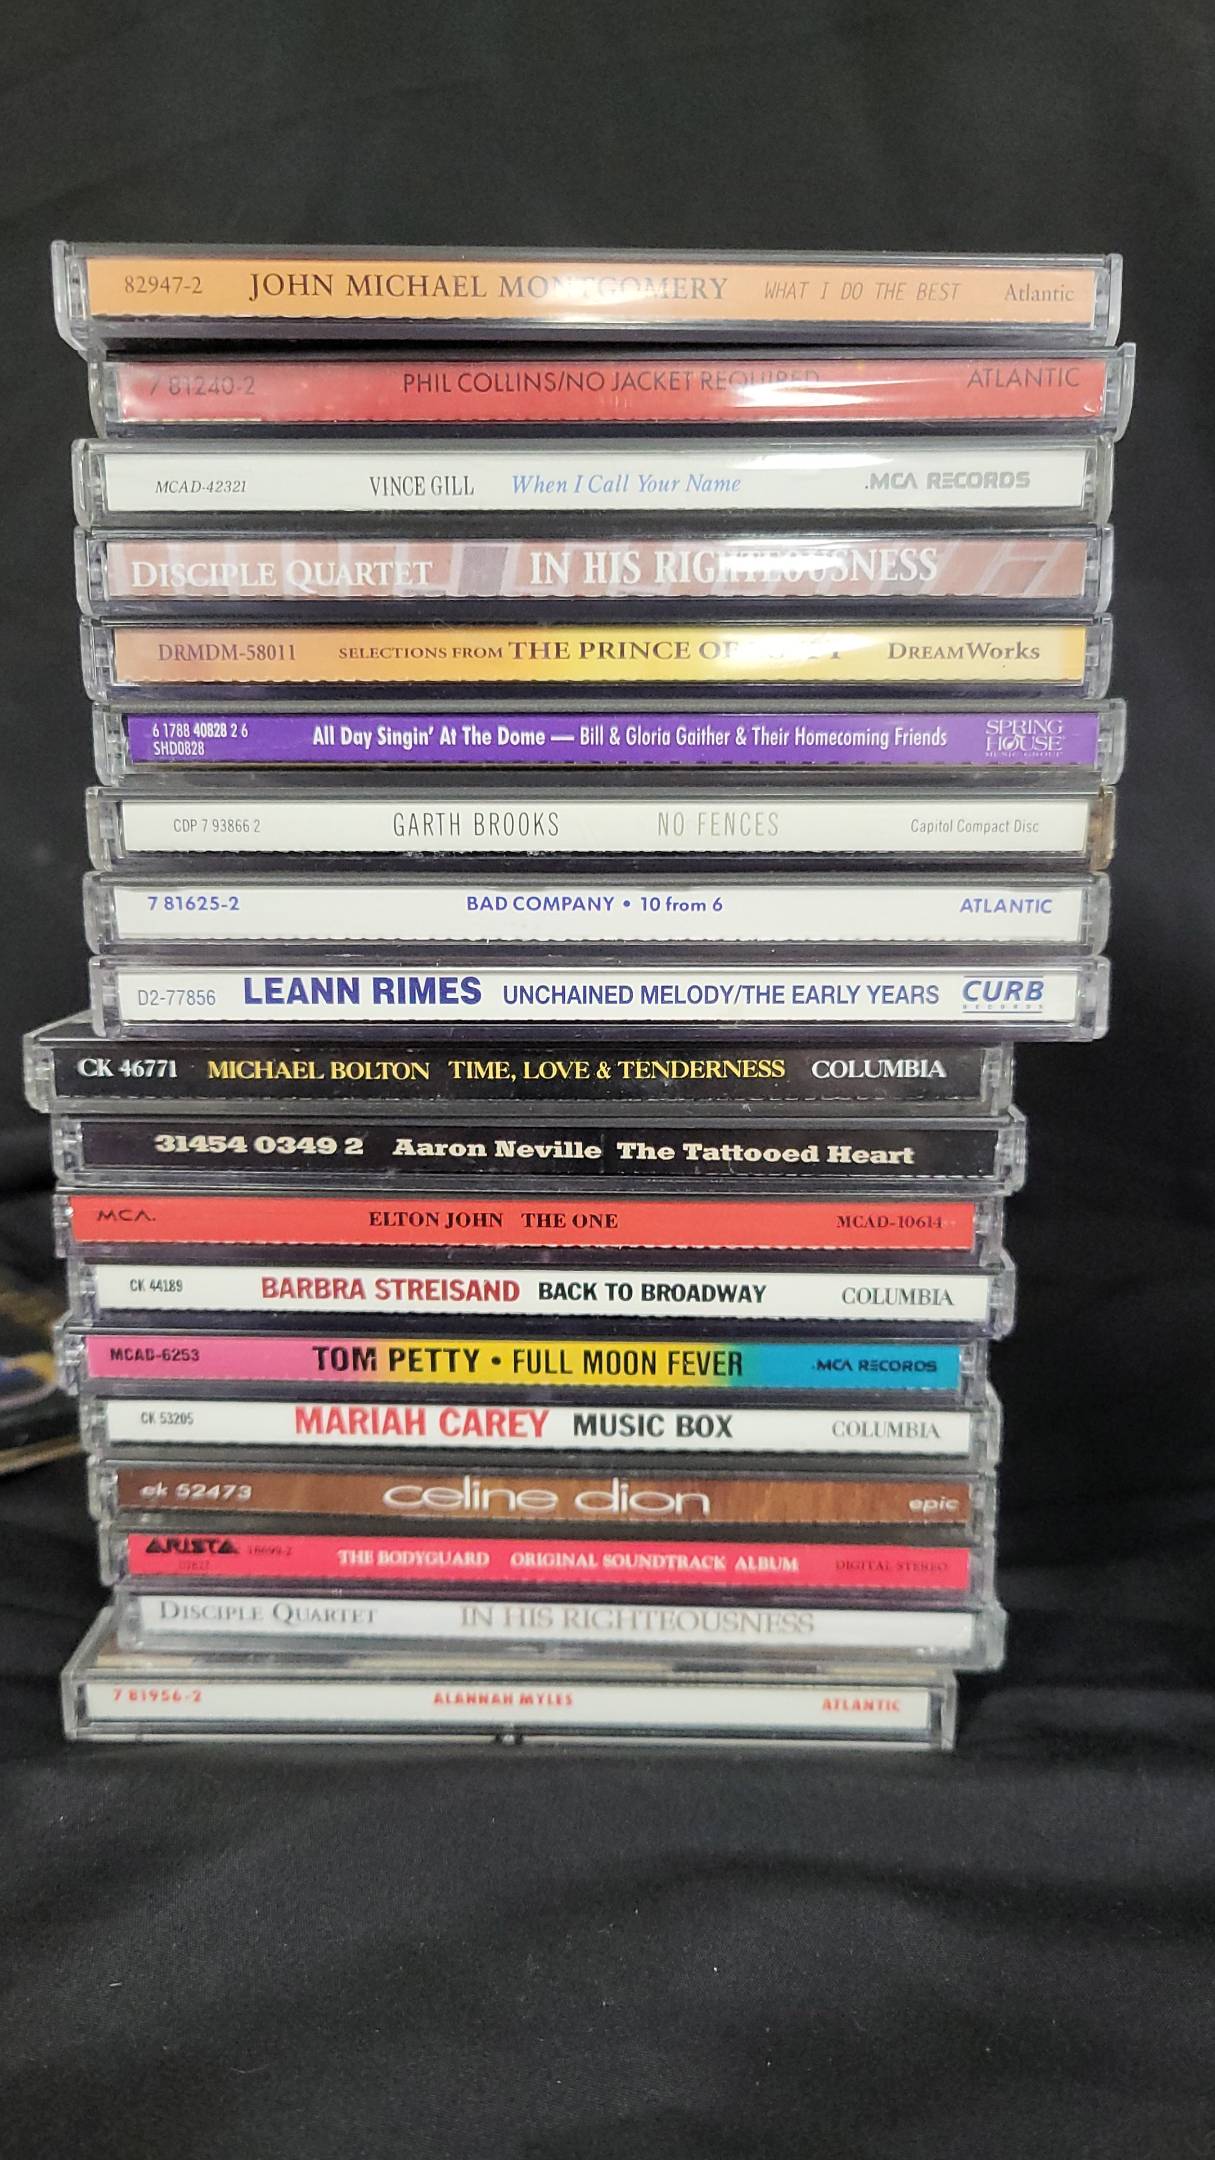 82947-2 JOHN MICHAEL MONTGOMERY WHAT I DO THE BEST Atlantic
7 81240-2 PHIL COLLINS/NO JACKET REQUIRED ATLANTIC
MCAD-42321 VINCE GILL When I Call Your Name .MCA RECORDS
DISCIPLE QUARTET IN HIS RIGHTEOUSNESS
DRMDM-58011 SELECTIONS FROM THE PRINCE OF DREAMWORKS
6 1788 40828 2 6
SHD0828 All Day Singin' At The Dome — Bill & Gloria Gaither & Their Homecoming Friends SPRING HOUSE MUSIC GROUP
CDP 7 93866 2 GARTH BROOKS NO FENCES Capitol Compact Disc
7 81625-2 BAD COMPANY • 10 from 6 ATLANTIC
D2-77856 LEANN RIMES UNCHAINED MELODY/THE EARLY YEARS CURB RECORDS
CK 46771 MICHAEL BOLTON TIME, LOVE & TENDERNESS COLUMBIA
31454 0349 2 Aaron Neville The Tattooed Heart
MCA. ELTON JOHN THE ONE MCAD-10614
CK 44189 BARBRA STREISAND BACK TO BROADWAY COLUMBIA
MCAD-6253 TOM PETTY • FULL MOON FEVER .MCA RECORDS
CK 53205 MARIAH CAREY MUSIC BOX COLUMBIA
ek 52473 celine dion epic
ARISTA 18699-2 THE BODYGUARD ORIGINAL SOUNDTRACK ALBUM DIGITAL STEREO
DISCIPLE QUARTET IN HIS RIGHTEOUSNESS
7 81956-2 ALANNAH MYLES ATLANTIC